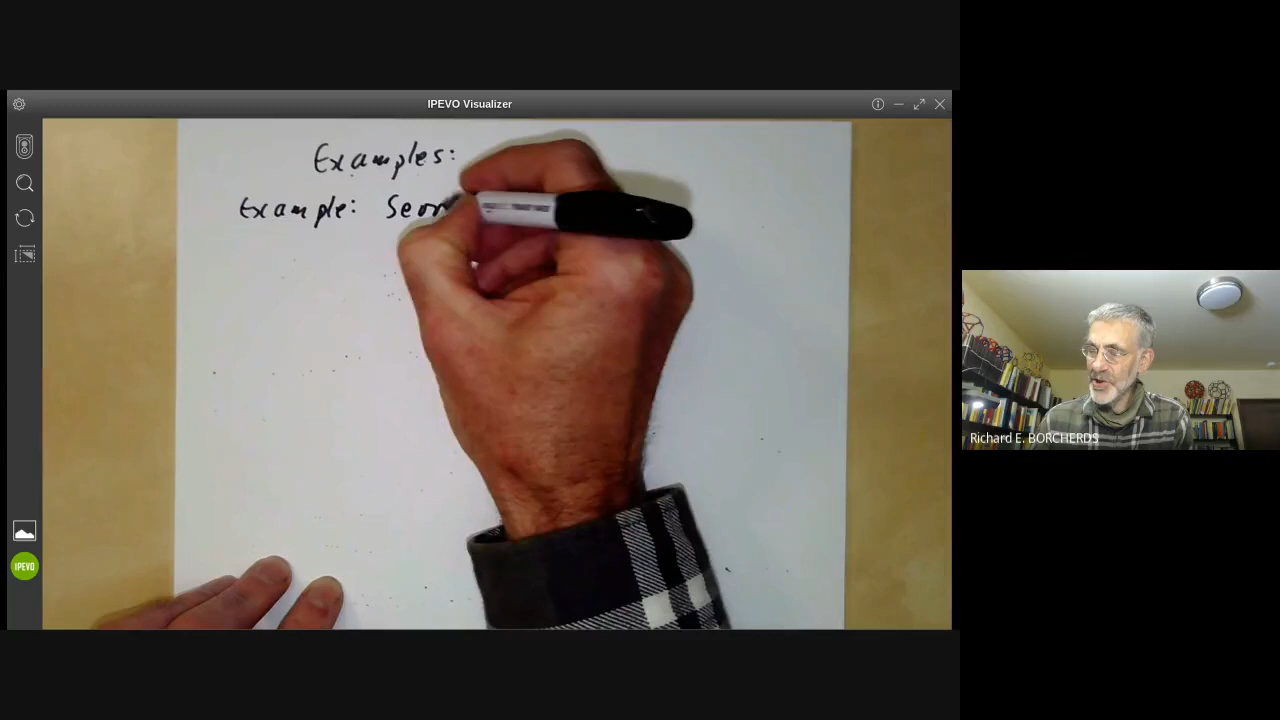 IPEVO Visualizer
Examples:
Example:
IPEVO
Richard E. BORCHERDS